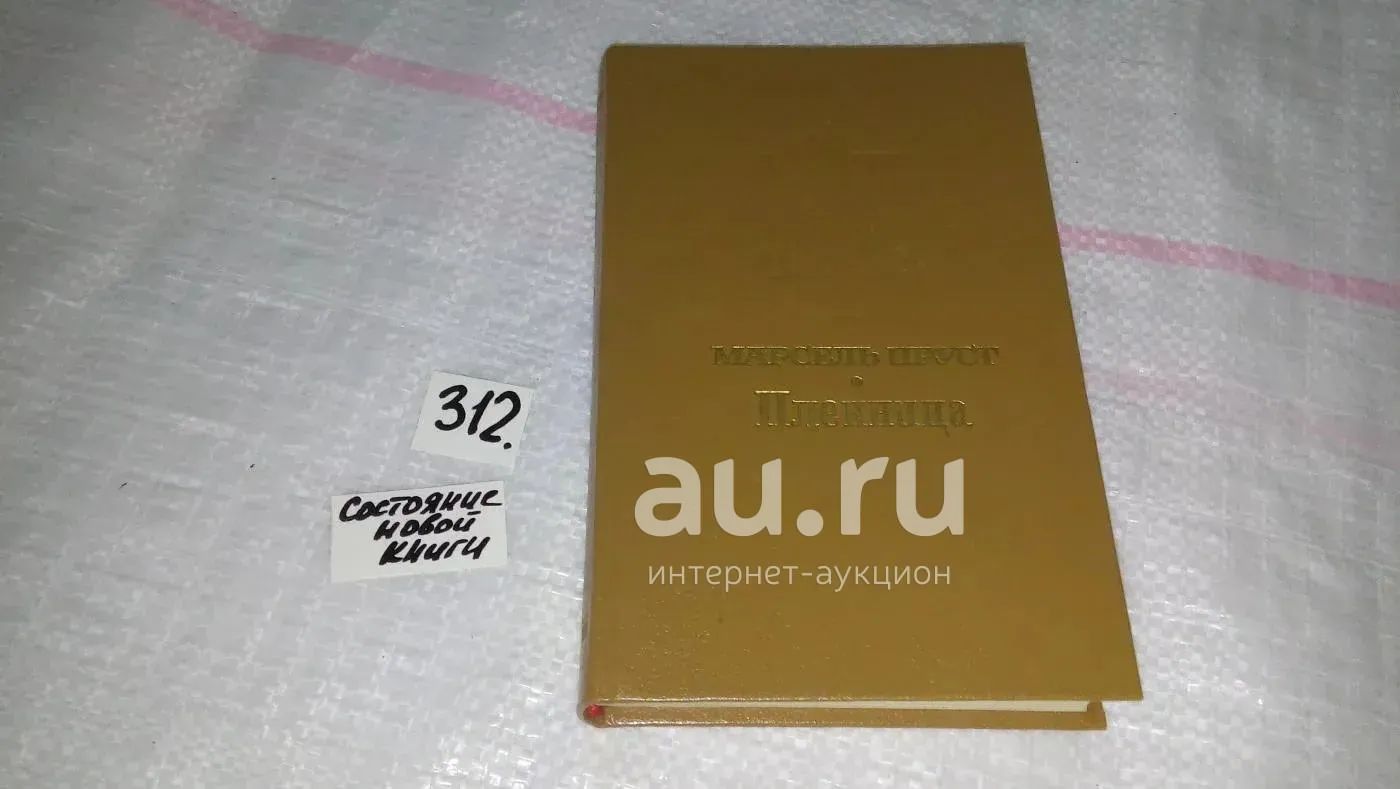 МАРСЕЛЬ ПРУСТ
Пленница
312.
Состояние
новой
книги
au.ru
интернет-аукцион